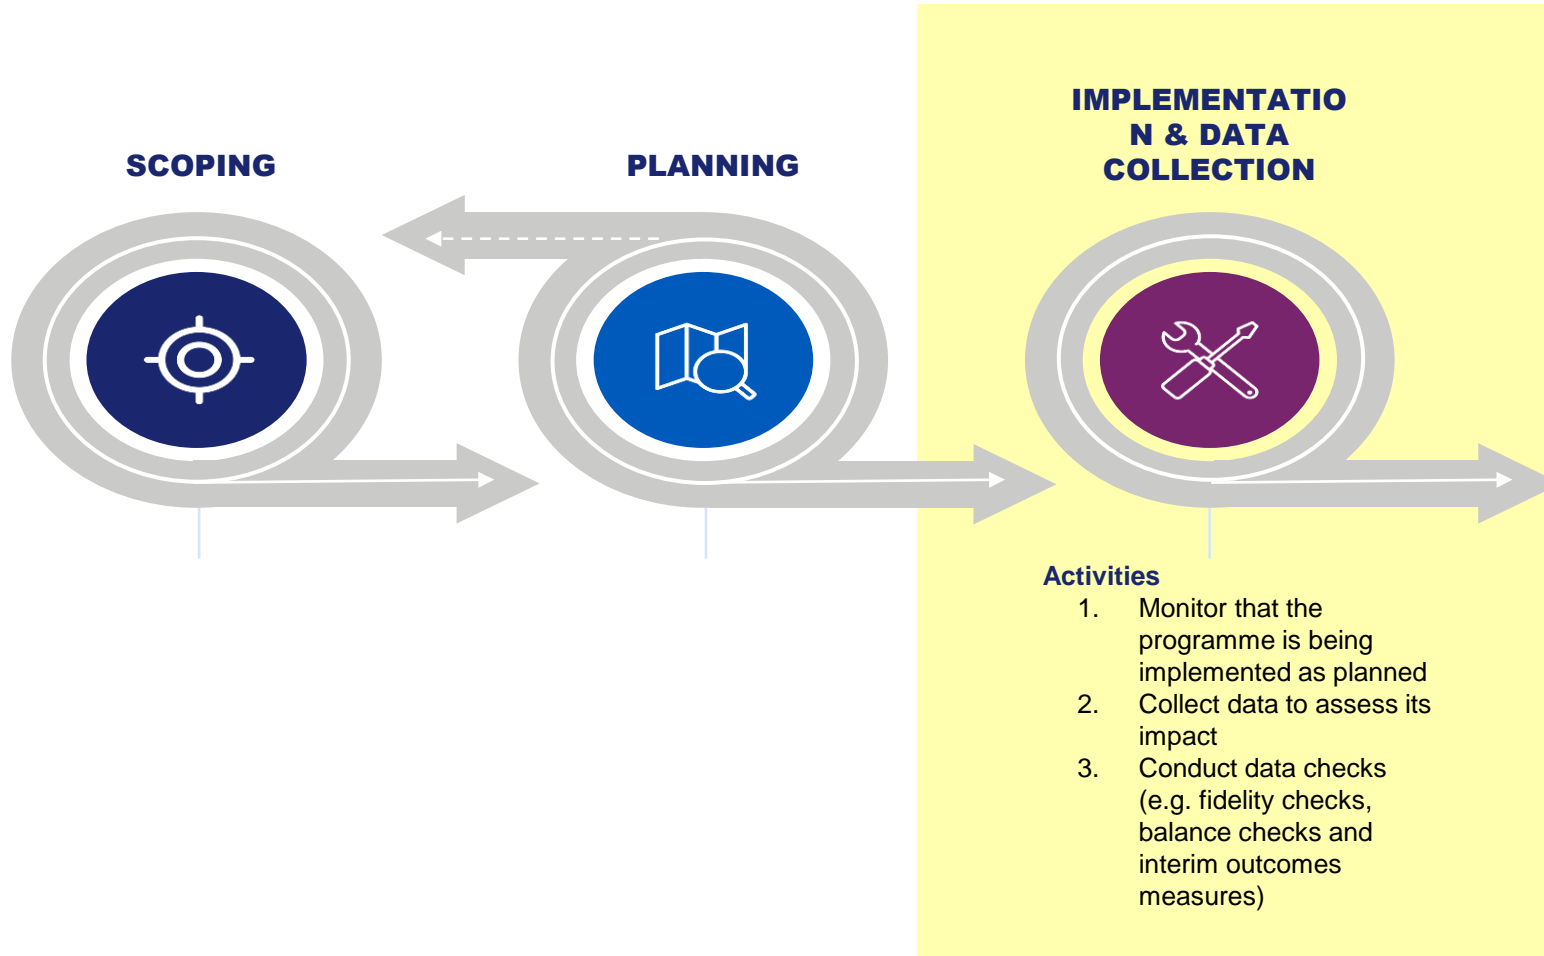 SCOPING
PLANNING
IMPLEMENTATIO
N & DATA
COLLECTION
Activities
1. Monitor that the
programme is being
implemented as planned
2. Collect data to assess its
impact
3. Conduct data checks
(e.g. fidelity checks,
balance checks and
interim outcomes
measures)